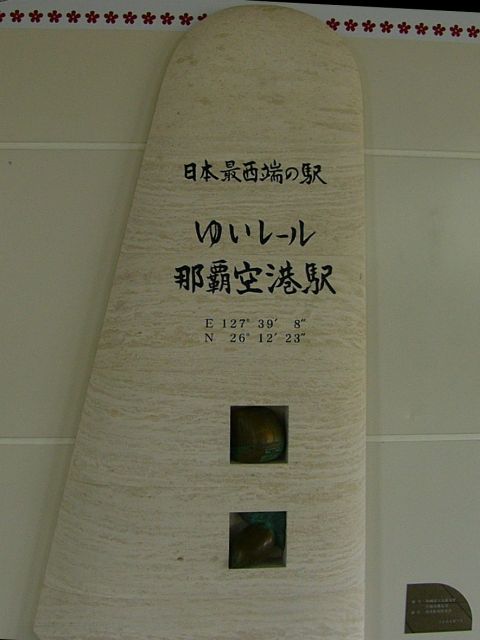 日本最西端の駅
ゆいレール
那覇空港駅
E 127° 39′ 8″
N 26° 12′ 23″